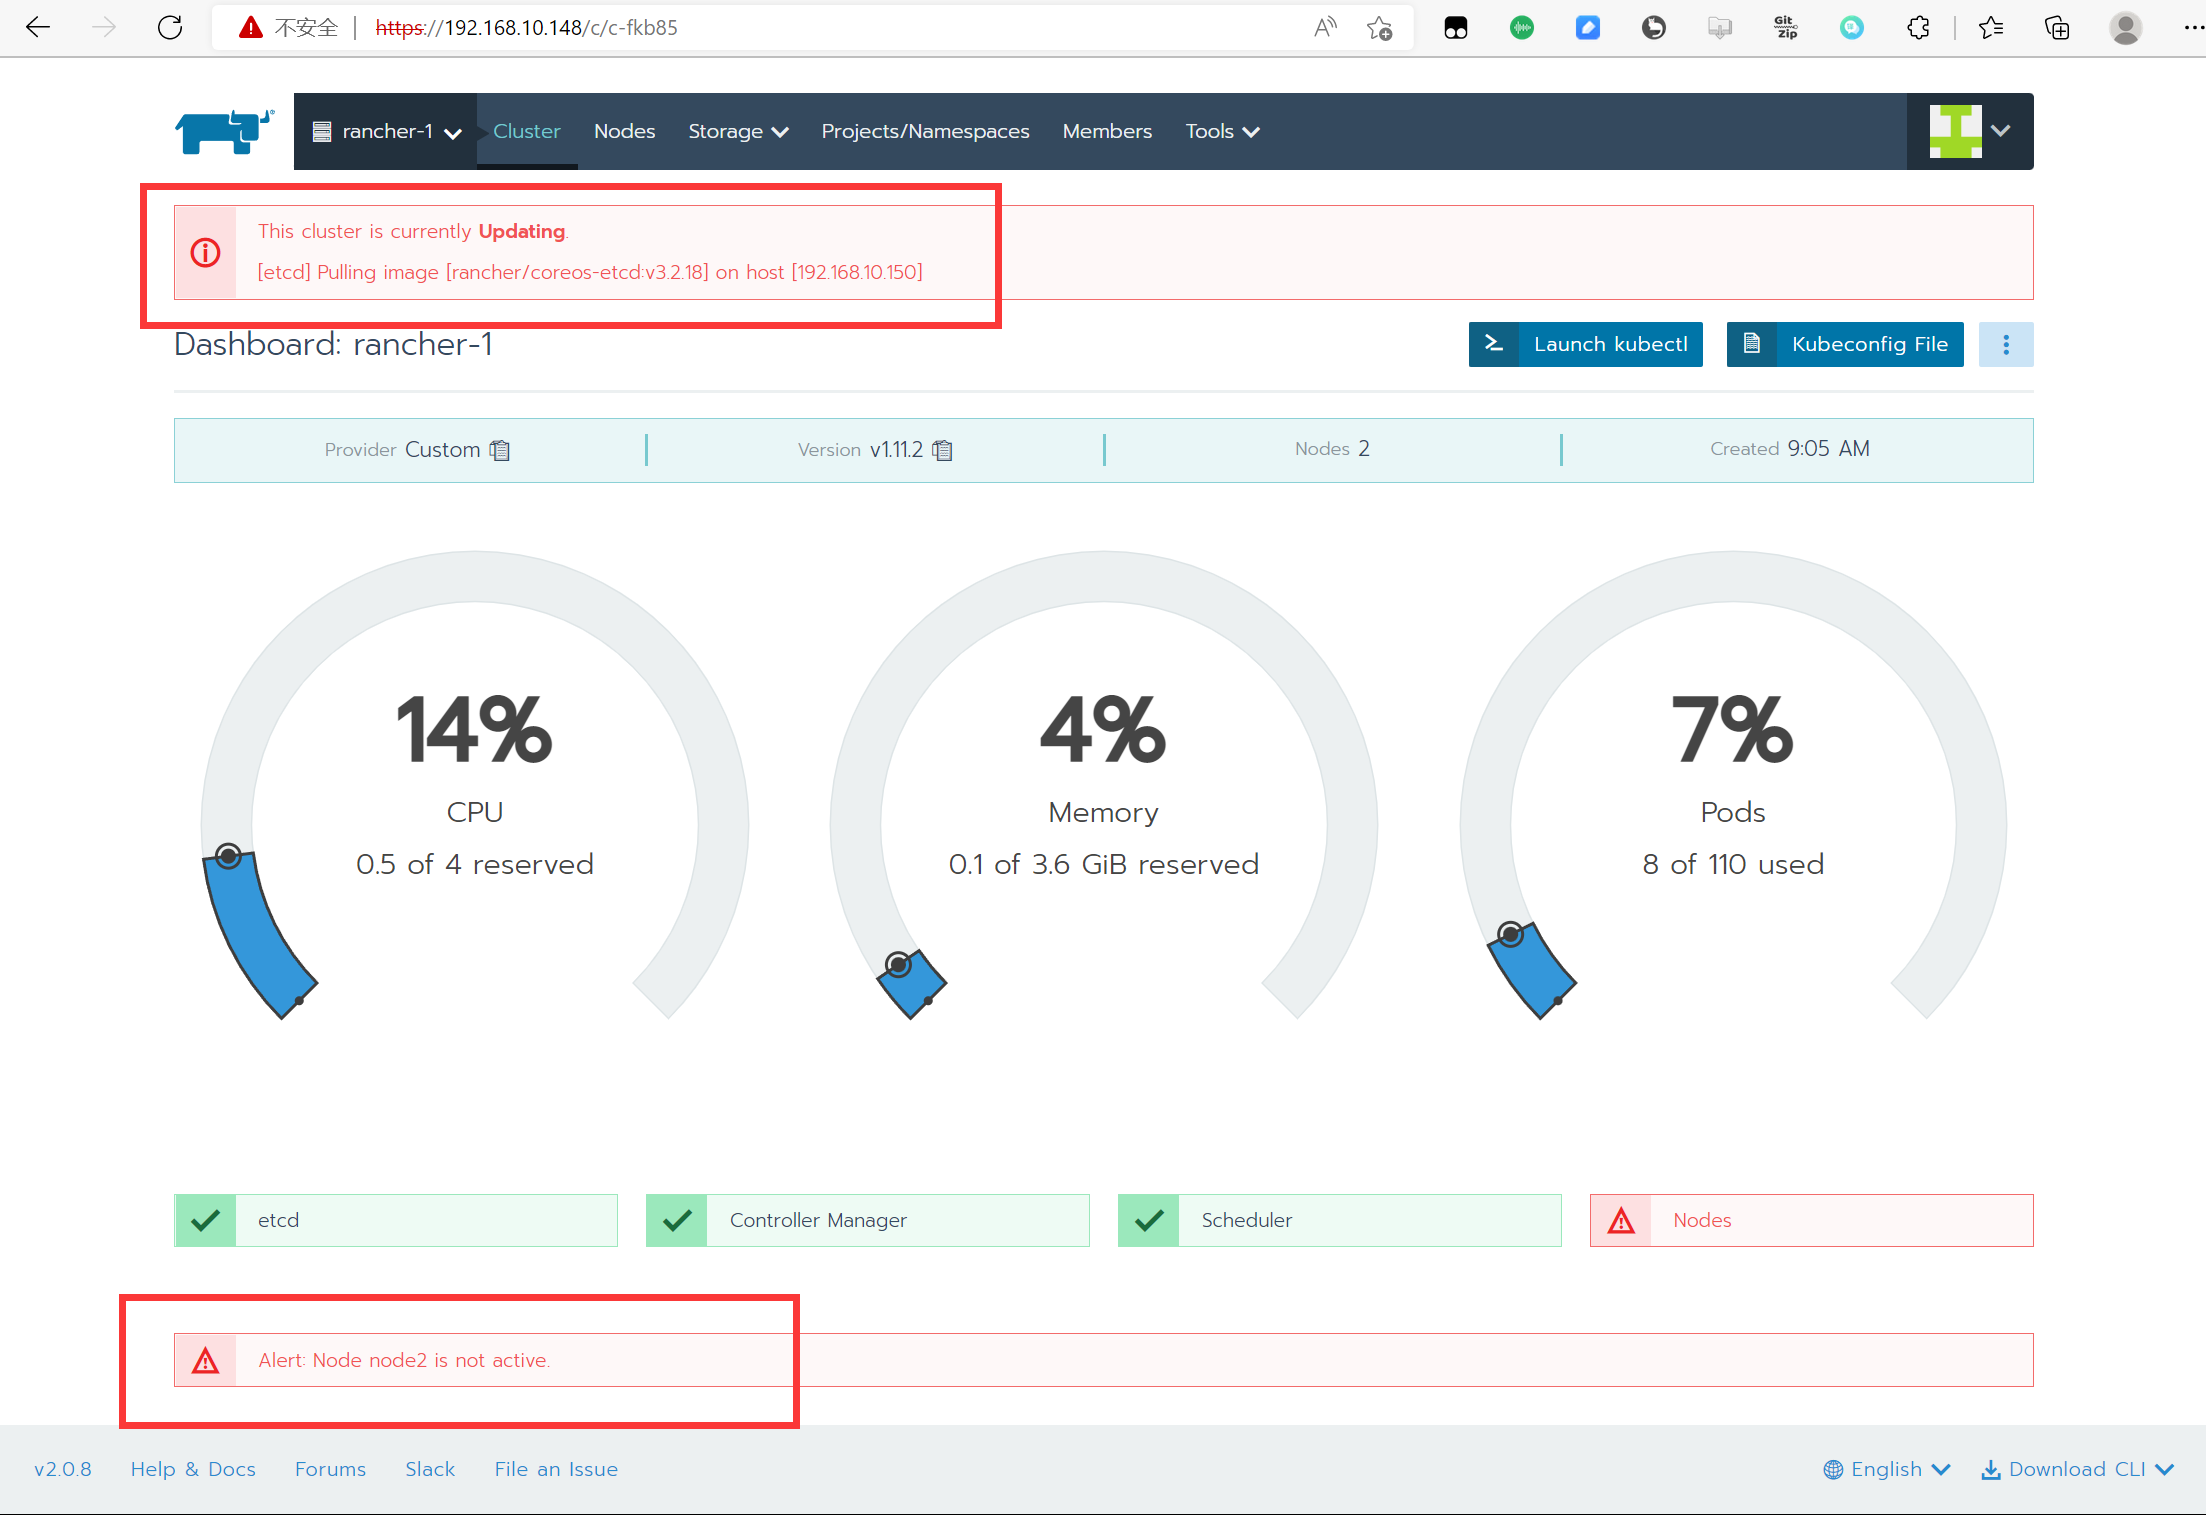 不安全 https://192.168.10.148/c/c-fkb85
Git
zip
rancher-1 Cluster Nodes Storage Projects/Namespaces Members Tools
This cluster is currently Updating.
[etcd] Pulling image [rancher/coreos-etcd:v3.2.18] on host [192.168.10.150]
Dashboard: rancher-1
Launch kubectl
Kubeconfig File
Provider Custom
Version v1.11.2
Nodes 2
Created 9:05 AM
14%
CPU
0.5 of 4 reserved
4%
Memory
0.1 of 3.6 GiB reserved
7%
Pods
8 of 110 used
etcd
Controller Manager
Scheduler
Nodes
Alert: Node node2 is not active.
v2.0.8 Help & Docs Forums Slack File an Issue English Download CLI